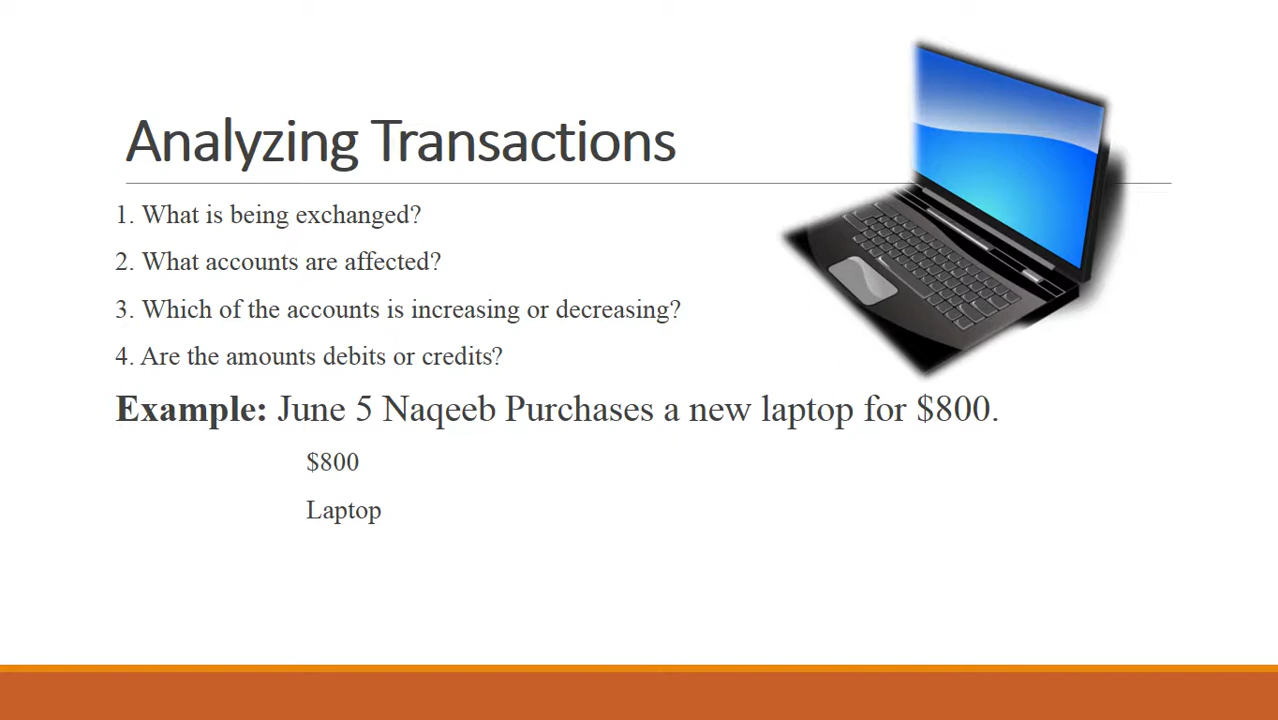 Analyzing Transactions
1. What is being exchanged?
2. What accounts are affected?
3. Which of the accounts is increasing or decreasing?
4. Are the amounts debits or credits?
Example: June 5 Naqeeb Purchases a new laptop for $800.
$800
Laptop